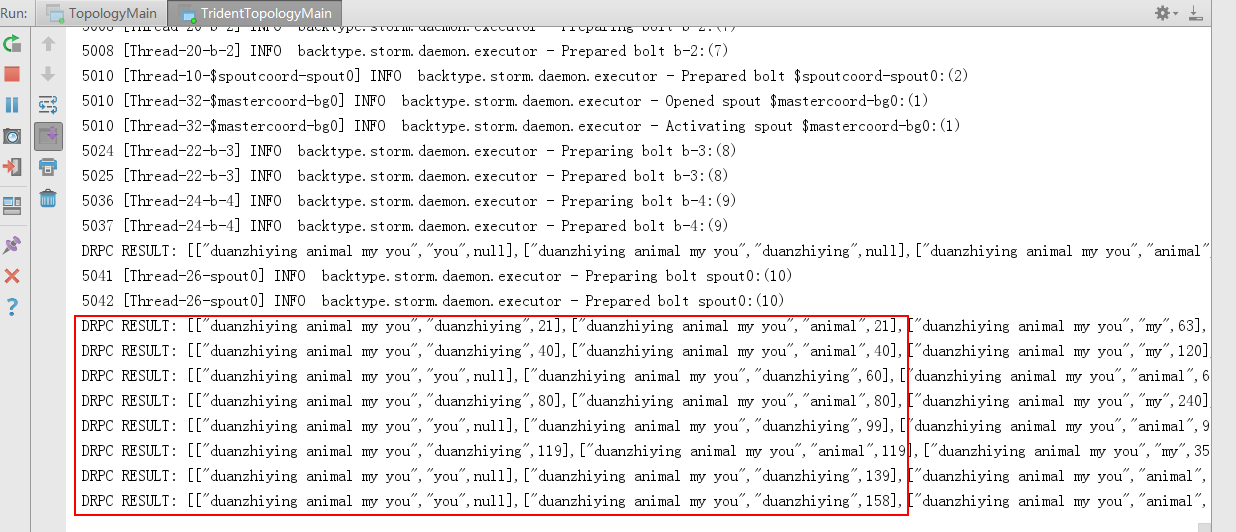 Run: TopologyMain TridentTopologyMain
5008 [Thread-20-b-2] INFO  backtype.storm.daemon.executor - Preparing bolt b-2:(7)
5008 [Thread-20-b-2] INFO  backtype.storm.daemon.executor - Prepared bolt b-2:(7)
5010 [Thread-10-$spoutcoord-spout0] INFO  backtype.storm.daemon.executor - Prepared bolt $spoutcoord-spout0:(2)
5010 [Thread-32-$mastercoord-bg0] INFO  backtype.storm.daemon.executor - Opened spout $mastercoord-bg0:(1)
5010 [Thread-32-$mastercoord-bg0] INFO  backtype.storm.daemon.executor - Activating spout $mastercoord-bg0:(1)
5024 [Thread-22-b-3] INFO  backtype.storm.daemon.executor - Preparing bolt b-3:(8)
5025 [Thread-22-b-3] INFO  backtype.storm.daemon.executor - Prepared bolt b-3:(8)
5036 [Thread-24-b-4] INFO  backtype.storm.daemon.executor - Preparing bolt b-4:(9)
5037 [Thread-24-b-4] INFO  backtype.storm.daemon.executor - Prepared bolt b-4:(9)
DRPC RESULT: [["duanzhiying animal my you","you",null],["duanzhiying animal my you","duanzhiying",null],["duanzhiying animal my you","animal",
5041 [Thread-26-spout0] INFO  backtype.storm.daemon.executor - Preparing bolt spout0:(10)
5042 [Thread-26-spout0] INFO  backtype.storm.daemon.executor - Prepared bolt spout0:(10)
DRPC RESULT: [["duanzhiying animal my you","duanzhiying",21],["duanzhiying animal my you","animal",21],["duanzhiying animal my you","my",63],
DRPC RESULT: [["duanzhiying animal my you","duanzhiying",40],["duanzhiying animal my you","animal",40],["duanzhiying animal my you","my",120]
DRPC RESULT: [["duanzhiying animal my you","you",null],["duanzhiying animal my you","duanzhiying",60],["duanzhiying animal my you","animal",6
DRPC RESULT: [["duanzhiying animal my you","duanzhiying",80],["duanzhiying animal my you","animal",80],["duanzhiying animal my you","my",240]
DRPC RESULT: [["duanzhiying animal my you","you",null],["duanzhiying animal my you","duanzhiying",99],["duanzhiying animal my you","animal",9
DRPC RESULT: [["duanzhiying animal my you","duanzhiying",119],["duanzhiying animal my you","animal",119],["duanzhiying animal my you","my",35
DRPC RESULT: [["duanzhiying animal my you","you",null],["duanzhiying animal my you","duanzhiying",139],["duanzhiying animal my you","animal",
DRPC RESULT: [["duanzhiying animal my you","you",null],["duanzhiying animal my you","duanzhiying",158],["duanzhiying animal my you","animal",